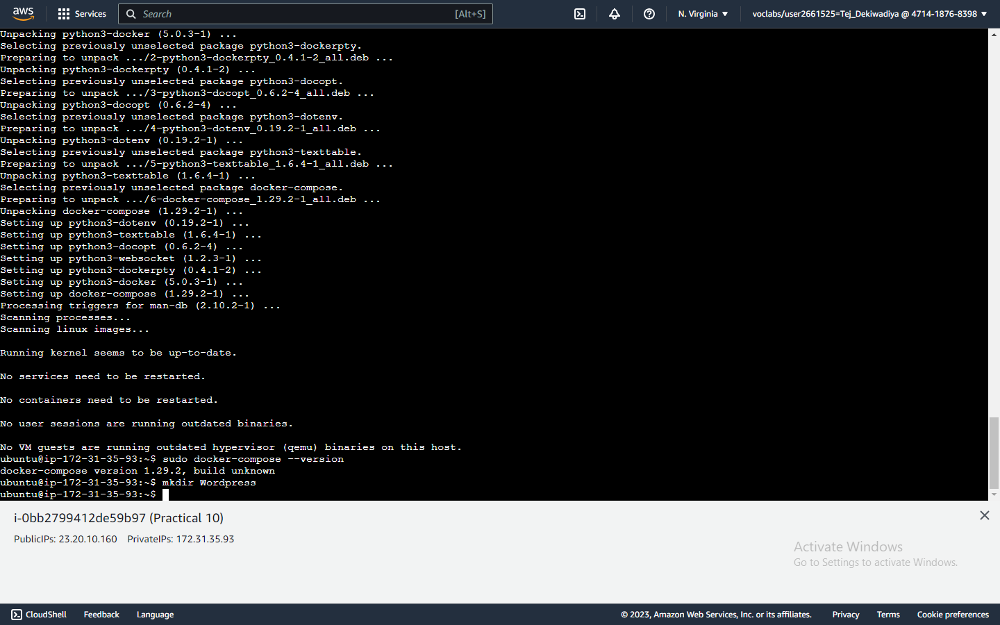 aws
Services
Search
[Alt+S]
N. Virginia
voclabs/user2661525=Tej_Dekiwadiya @ 4714-1876-8398
Unpacking python3-docker (5.0.3-1) ...
Selecting previously unselected package python3-dockerpty.
Preparing to unpack .../2-python3-dockerpty_0.4.1-2_all.deb ...
Unpacking python3-dockerpty (0.4.1-2) ...
Selecting previously unselected package python3-docopt.
Preparing to unpack .../3-python3-docopt_0.6.2-4_all.deb ...
Unpacking python3-docopt (0.6.2-4) ...
Selecting previously unselected package python3-dotenv.
Preparing to unpack .../4-python3-dotenv_0.19.2-1_all.deb ...
Unpacking python3-dotenv (0.19.2-1) ...
Selecting previously unselected package python3-texttable.
Preparing to unpack .../5-python3-texttable_1.6.4-1_all.deb ...
Unpacking python3-texttable (1.6.4-1) ...
Selecting previously unselected package docker-compose.
Preparing to unpack .../6-docker-compose_1.29.2-1_all.deb ...
Unpacking docker-compose (1.29.2-1) ...
Setting up python3-dotenv (0.19.2-1) ...
Setting up python3-texttable (1.6.4-1) ...
Setting up python3-docopt (0.6.2-4) ...
Setting up python3-websocket (1.2.3-1) ...
Setting up python3-dockerpty (0.4.1-2) ...
Setting up python3-docker (5.0.3-1) ...
Setting up docker-compose (1.29.2-1) ...
Processing triggers for man-db (2.10.2-1) ...
Scanning processes...
Scanning linux images...
Running kernel seems to be up-to-date.
No services need to be restarted.
No containers need to be restarted.
No user sessions are running outdated binaries.
No VM guests are running outdated hypervisor (qemu) binaries on this host.
ubuntu@ip-172-31-35-93:~$ sudo docker-compose --version
docker-compose version 1.29.2, build unknown
ubuntu@ip-172-31-35-93:~$ mkdir Wordpress
ubuntu@ip-172-31-35-93:~$
i-0bb2799412de59b97 (Practical 10)
PublicIPs: 23.20.10.160 PrivateIPs: 172.31.35.93
Activate Windows
Go to Settings to activate Windows.
CloudShell
Feedback
Language
© 2023, Amazon Web Services, Inc. or its affiliates.
Privacy
Terms
Cookie preferences